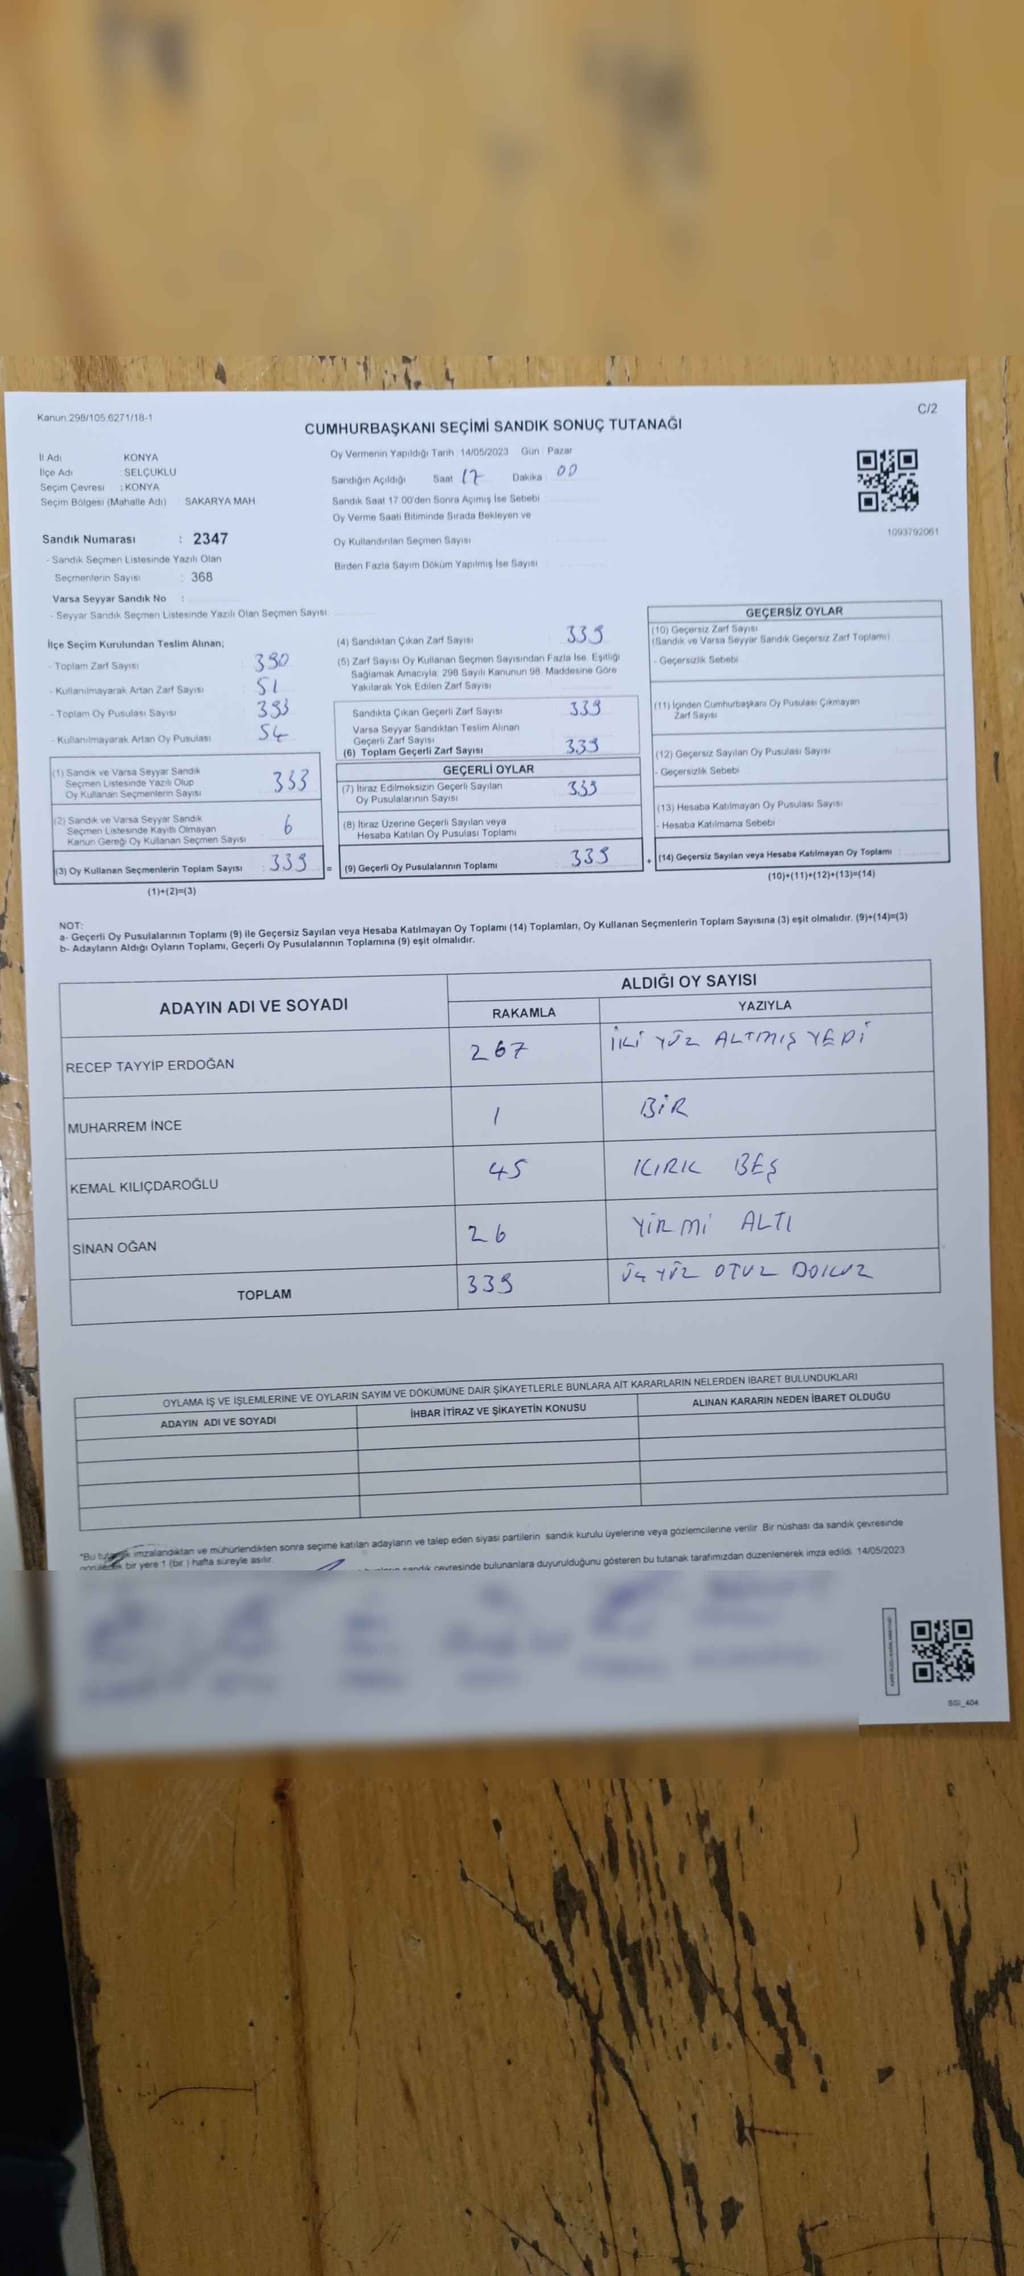 Kanun 298/105 6271/18-1
C/2
CUMHURBAŞKANI SEÇİMİ SANDIK SONUÇ TUTANAĞI
İl Adı KONYA
İlçe Adı : SELÇUKLU
Seçim Çevresi : KONYA
Seçim Bölgesi (Mahalle Adı) : SAKARYA MAH
Sandık Numarası : 2347
- Sandık Seçmen Listesinde Yazılı Olan
Seçmenlerin Sayısı : 368
Varsa Seyyar Sandık No :
- Seyyar Sandık Seçmen Listesinde Yazılı Olan Seçmen Sayısı
Oy Vermenin Yapıldığı Tarih : 14/05/2023 Gün : Pazar
Sandığın Açıldığı Saat 17 Dakika : 00
Sandık Saat 17.00'den Sonra Açımış İse Sebebi
Oy Verme Saati Bitiminde Sırada Bekleyen ve
Oy Kullandırılan Seçmen Sayısı
Birden Fazla Sayım Döküm Yapılmış İse Sayısı :
1093792061
İlçe Seçim Kurulundan Teslim Alınan;
- Toplam Zarf Sayısı : 390
- Kullanılmayarak Artan Zarf Sayısı : 51
- Toplam Oy Pusulası Sayısı : 393
- Kullanılmayarak Artan Oy Pusulası : 54
(1) Sandık ve Varsa Seyyar Sandık
Seçmen Listesinde Yazılı Olup
Oy Kullanan Seçmenlerin Sayısı : 333
(2) Sandık ve Varsa Seyyar Sandık
Seçmen Listesinde Kayıtlı Olmayan
Kanun Gereği Oy Kullanan Seçmen Sayısı : 6
(3) Oy Kullanan Seçmenlerin Toplam Sayısı : 339 =
(1)+(2)=(3)
(4) Sandıktan Çıkan Zarf Sayısı : 339
(5) Zarf Sayısı Oy Kullanan Seçmen Sayısından Fazla İse, Eşitliği
Sağlamak Amacıyla; 298 Sayılı Kanunun 98. Maddesine Göre
Yakılarak Yok Edilen Zarf Sayısı
Sandıkta Çıkan Geçerli Zarf Sayısı : 339
Varsa Seyyar Sandıktan Teslim Alınan
Geçerli Zarf Sayısı
(6) Toplam Geçerli Zarf Sayısı : 339
GEÇERLİ OYLAR
(7) İtiraz Edilmeksizin Geçerli Sayılan
Oy Pusulalarının Sayısı : 339
(8) İtiraz Üzerine Geçerli Sayılan veya
Hesaba Katılan Oy Pusulası Toplamı
(9) Geçerli Oy Pusulalarının Toplamı : 339 +
GEÇERSİZ OYLAR
(10) Geçersiz Zarf Sayısı
(Sandık ve Varsa Seyyar Sandık Geçersiz Zarf Toplamı)
- Geçersizlik Sebebi
(11) İçinden Cumhurbaşkanı Oy Pusulası Çıkmayan
Zarf Sayısı
(12) Geçersiz Sayılan Oy Pusulası Sayısı
- Geçersizlik Sebebi
(13) Hesaba Katılmayan Oy Pusulası Sayısı
- Hesaba Katılmama Sebebi
(14) Geçersiz Sayılan veya Hesaba Katılmayan Oy Toplamı
(10)+(11)+(12)+(13)=(14)
NOT:
a- Geçerli Oy Pusulalarının Toplamı (9) ile Geçersiz Sayılan veya Hesaba Katılmayan Oy Toplamı (14) Toplamları, Oy Kullanan Seçmenlerin Toplam Sayısına (3) eşit olmalıdır. (9)+(14)=(3)
b- Adayların Aldığı Oyların Toplamı, Geçerli Oy Pusulalarının Toplamına (9) eşit olmalıdır.
ADAYIN ADI VE SOYADI
ALDIĞI OY SAYISI
RAKAMLA YAZIYLA
RECEP TAYYİP ERDOĞAN 267 İKİ YÜZ ALTMIŞ YEDİ
MUHARREM İNCE 1 BİR
KEMAL KILIÇDAROĞLU 45 KIRK BEŞ
SİNAN OĞAN 26 YİRMİ ALTI
TOPLAM 339 ÜÇ YÜZ OTUZ DOKUZ
OYLAMA İŞ VE İŞLEMLERİNE VE OYLARIN SAYIM VE DÖKÜMÜNE DAİR ŞİKAYETLERLE BUNLARA AİT KARARLARIN NELERDEN İBARET BULUNDUKLARI
ADAYIN ADI VE SOYADI İHBAR İTİRAZ VE ŞİKAYETİN KONUSU ALINAN KARARIN NEDEN İBARET OLDUĞU
*Bu tutanak imzalandıktan ve mühürlendikten sonra seçime katılan adayların ve talep eden siyasi partilerin sandık kurulu üyelerine veya gözlemcilerine verilir. Bir nüshası da sandık çevresinde
bir yere 1 (bir) hafta süreyle asılır.
sandık çevresinde bulunanlara duyurulduğunu gösteren bu tutanak tarafımızdan düzenlenerek imza edildi. 14/05/2023
SGI_404